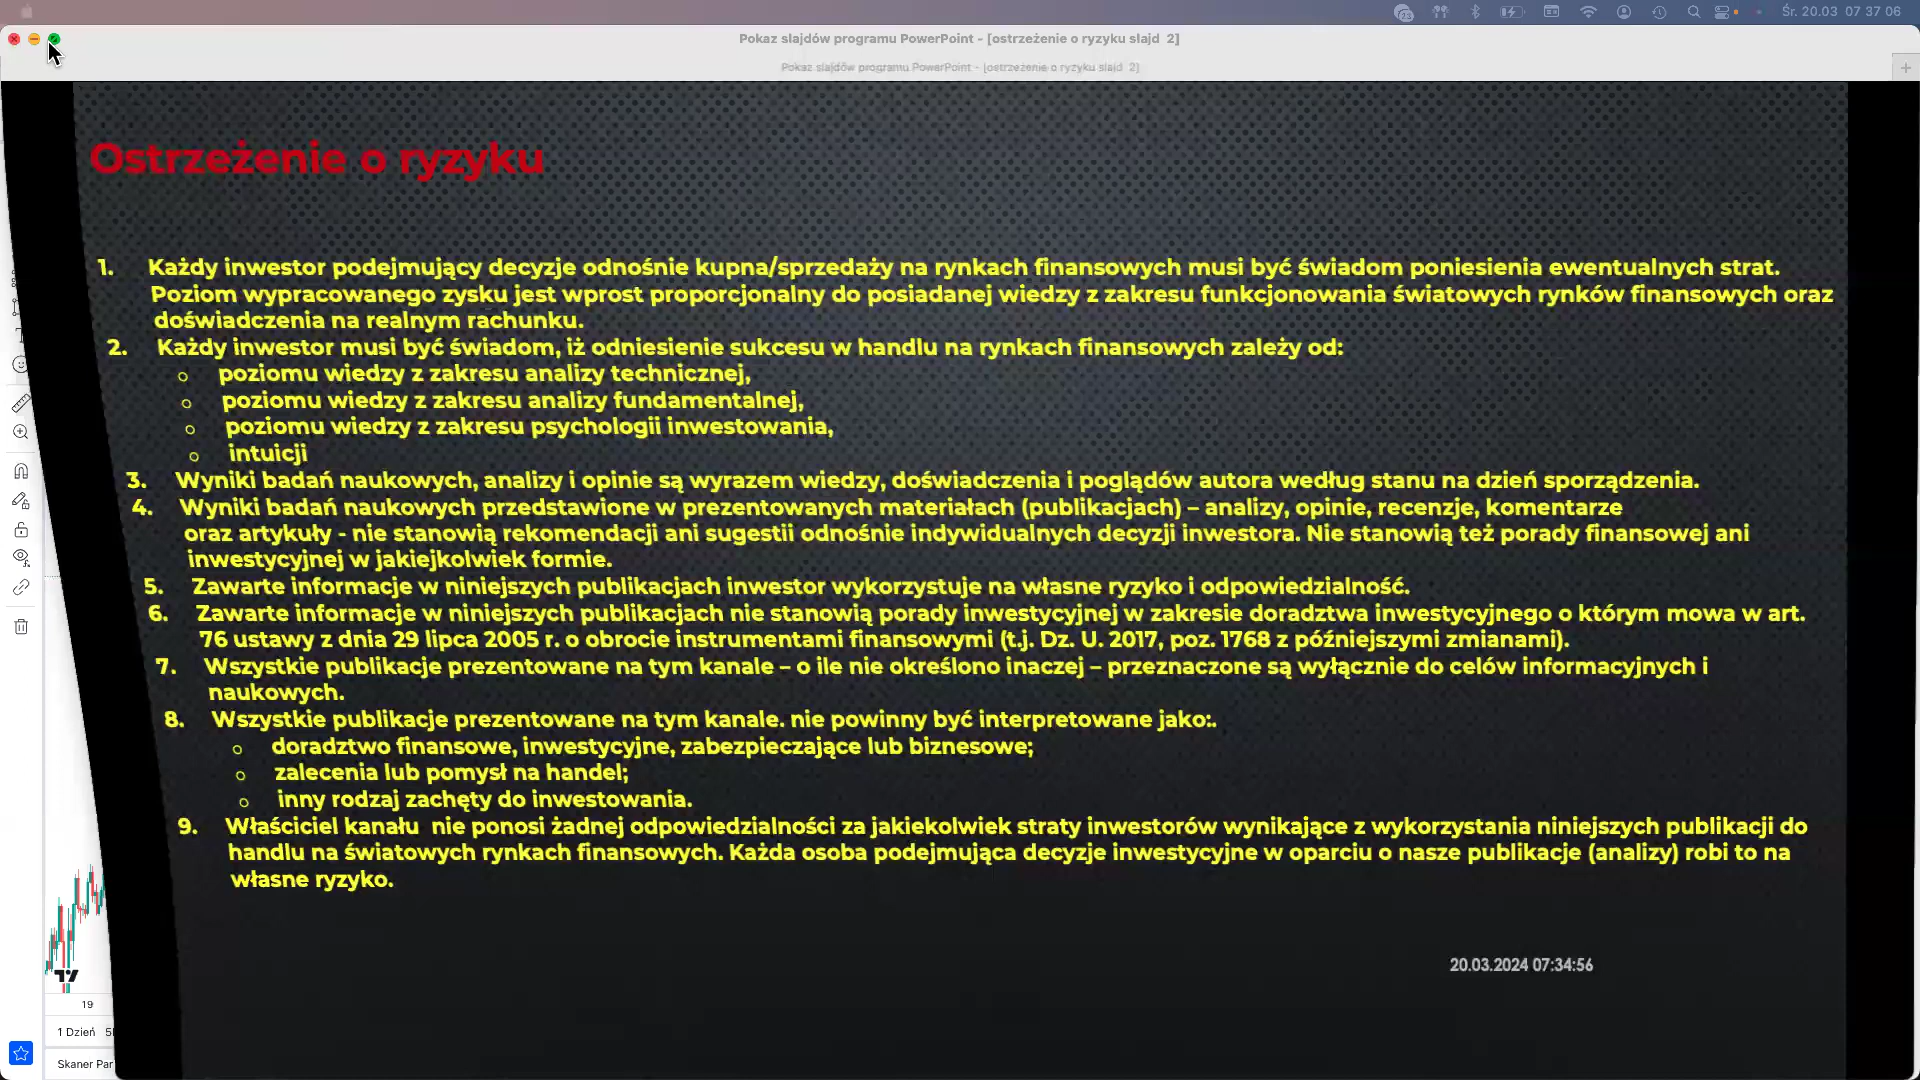 Śr. 20.03 07 37 06
Pokaz slajdów programu PowerPoint - [ostrzeżenie o ryzyku slajd 2]
Pokaz slajdów programu PowerPoint - [ostrzeżenie o ryzyku slajd 2]
Ostrzeżenie o ryzyku
1. Każdy inwestor podejmujący decyzje odnośnie kupna/sprzedaży na rynkach finansowych musi być świadom poniesienia ewentualnych strat.
Poziom wypracowanego zysku jest wprost proporcjonalny do posiadanej wiedzy z zakresu funkcjonowania światowych rynków finansowych oraz
doświadczenia na realnym rachunku.
2. Każdy inwestor musi być świadom, iż odniesienie sukcesu w handlu na rynkach finansowych zależy od:
o poziomu wiedzy z zakresu analizy technicznej,
o poziomu wiedzy z zakresu analizy fundamentalnej,
o poziomu wiedzy z zakresu psychologii inwestowania,
o intuicji
3. Wyniki badań naukowych, analizy i opinie są wyrazem wiedzy, doświadczenia i poglądów autora według stanu na dzień sporządzenia.
4. Wyniki badań naukowych przedstawione w prezentowanych materiałach (publikacjach) – analizy, opinie, recenzje, komentarze
oraz artykuły - nie stanowią rekomendacji ani sugestii odnośnie indywidualnych decyzji inwestora. Nie stanowią też porady finansowej ani
inwestycyjnej w jakiejkolwiek formie.
5. Zawarte informacje w niniejszych publikacjach inwestor wykorzystuje na własne ryzyko i odpowiedzialność.
6. Zawarte informacje w niniejszych publikacjach nie stanowią porady inwestycyjnej w zakresie doradztwa inwestycyjnego o którym mowa w art.
76 ustawy z dnia 29 lipca 2005 r. o obrocie instrumentami finansowymi (t.j. Dz. U. 2017, poz. 1768 z późniejszymi zmianami).
7. Wszystkie publikacje prezentowane na tym kanale – o ile nie określono inaczej – przeznaczone są wyłącznie do celów informacyjnych i
naukowych.
8. Wszystkie publikacje prezentowane na tym kanale. nie powinny być interpretowane jako:.
o doradztwo finansowe, inwestycyjne, zabezpieczające lub biznesowe;
o zalecenia lub pomysł na handel;
o inny rodzaj zachęty do inwestowania.
9. Właściciel kanału nie ponosi żadnej odpowiedzialności za jakiekolwiek straty inwestorów wynikające z wykorzystania niniejszych publikacji do
handlu na światowych rynkach finansowych. Każda osoba podejmująca decyzje inwestycyjne w oparciu o nasze publikacje (analizy) robi to na
własne ryzyko.
20.03.2024 07:34:56
19
1 Dzień
Skaner Par